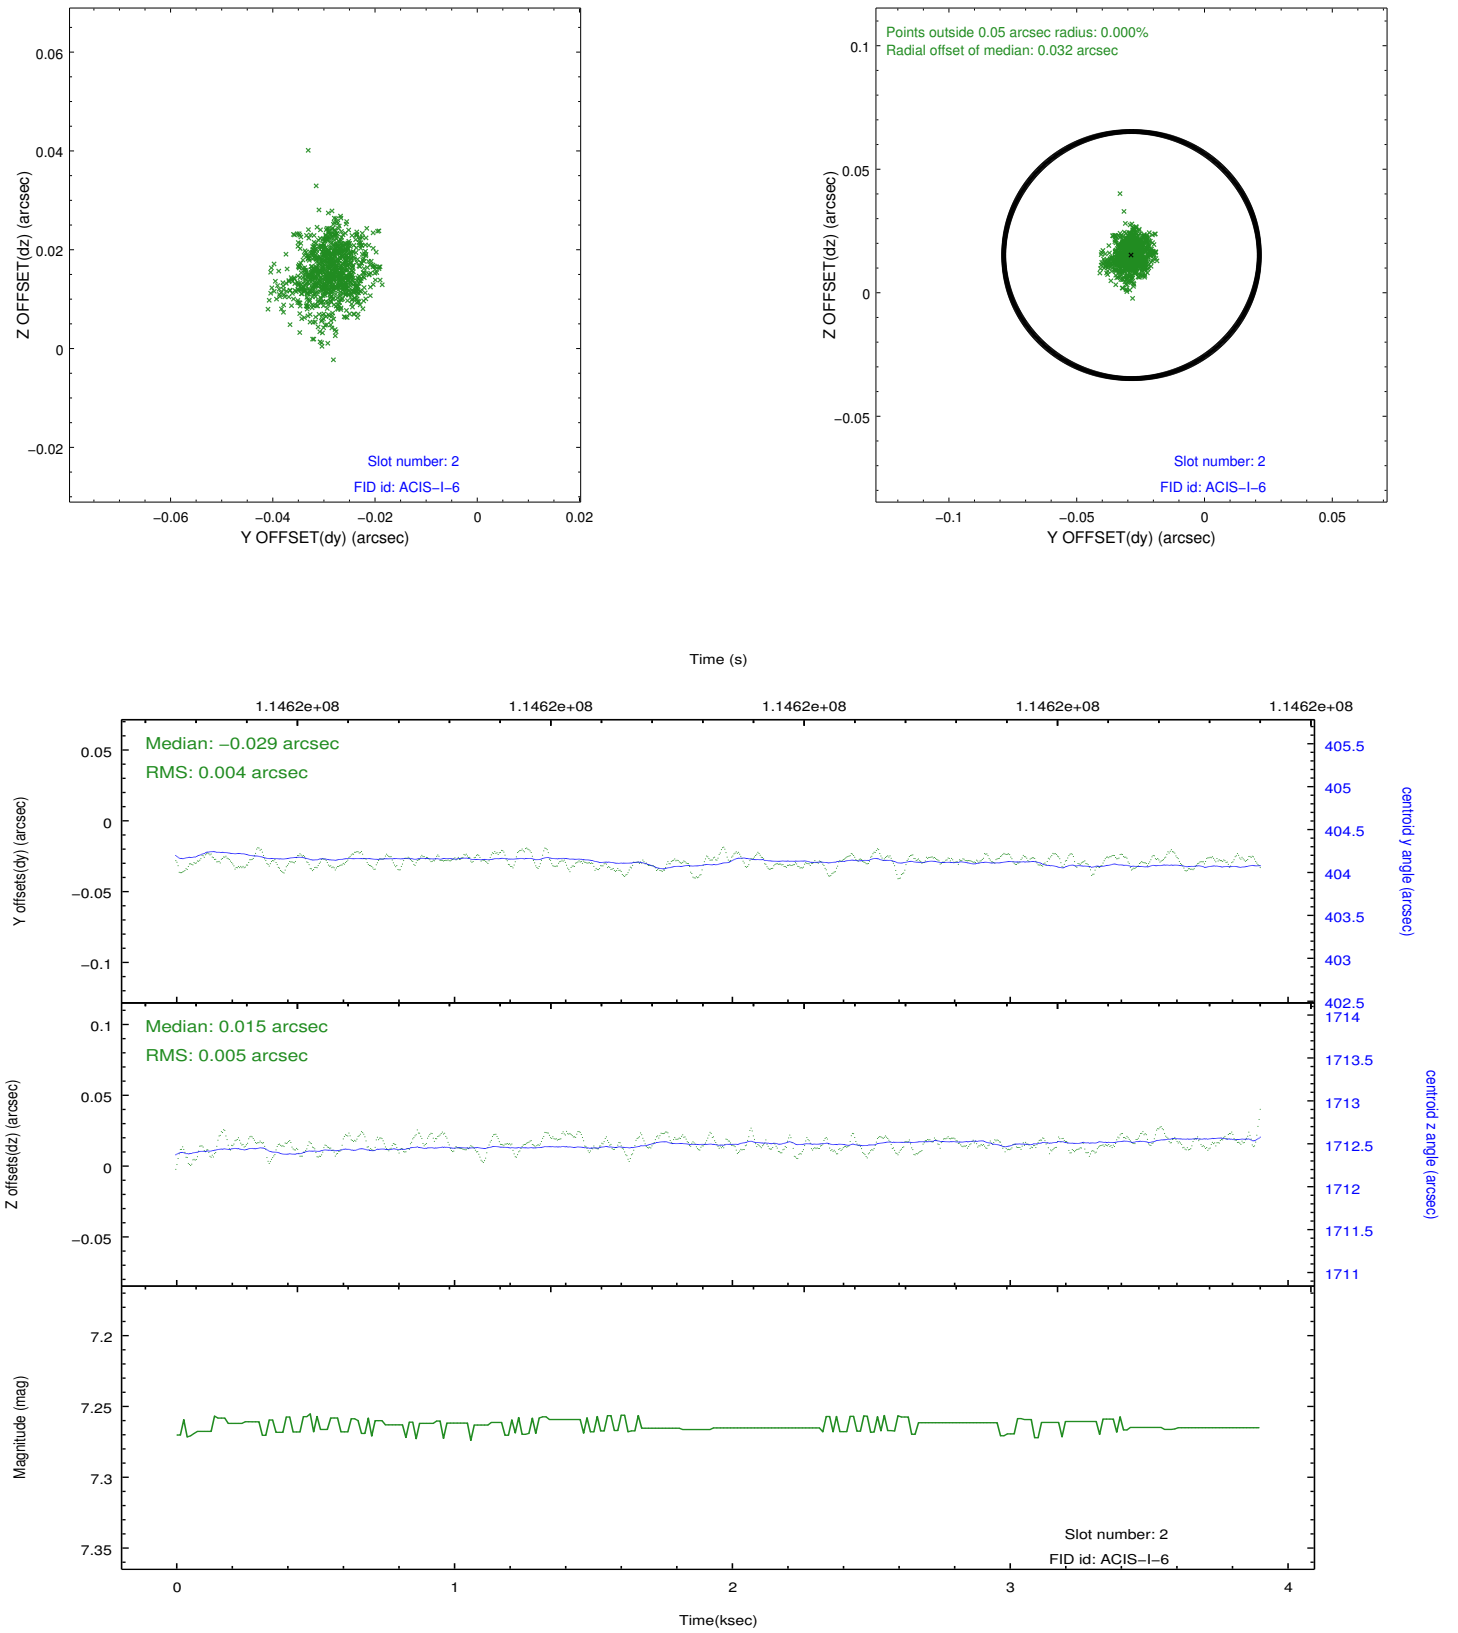 0.06
0.04
0.02
0
−0.02
Z OFFSET(dz) (arcsec)
Slot number: 2
FID id: ACIS−I−6
−0.06
−0.04
−0.02
0
0.02
Y OFFSET(dy) (arcsec)
Points outside 0.05 arcsec radius: 0.000%
Radial offset of median: 0.032 arcsec
0.1
0.05
0
−0.05
Z OFFSET(dz) (arcsec)
Slot number: 2
FID id: ACIS−I−6
−0.1
−0.05
0
0.05
Y OFFSET(dy) (arcsec)
Time (s)
1.1462e+08
1.1462e+08
1.1462e+08
1.1462e+08
1.1462e+08
Median: −0.029 arcsec
RMS: 0.004 arcsec
0.05
0
−0.05
−0.1
Y offsets(dy) (arcsec)
405.5
405
404.5
404
403.5
403
402.5
centroid y angle (arcsec)
Median: 0.015 arcsec
RMS: 0.005 arcsec
0.1
0.05
0
−0.05
Z offsets(dz) (arcsec)
1714
1713.5
1713
1712.5
1712
1711.5
1711
centroid z angle (arcsec)
7.2
7.25
7.3
7.35
Magnitude (mag)
Slot number: 2
FID id: ACIS−I−6
0
1
2
3
4
Time(ksec)